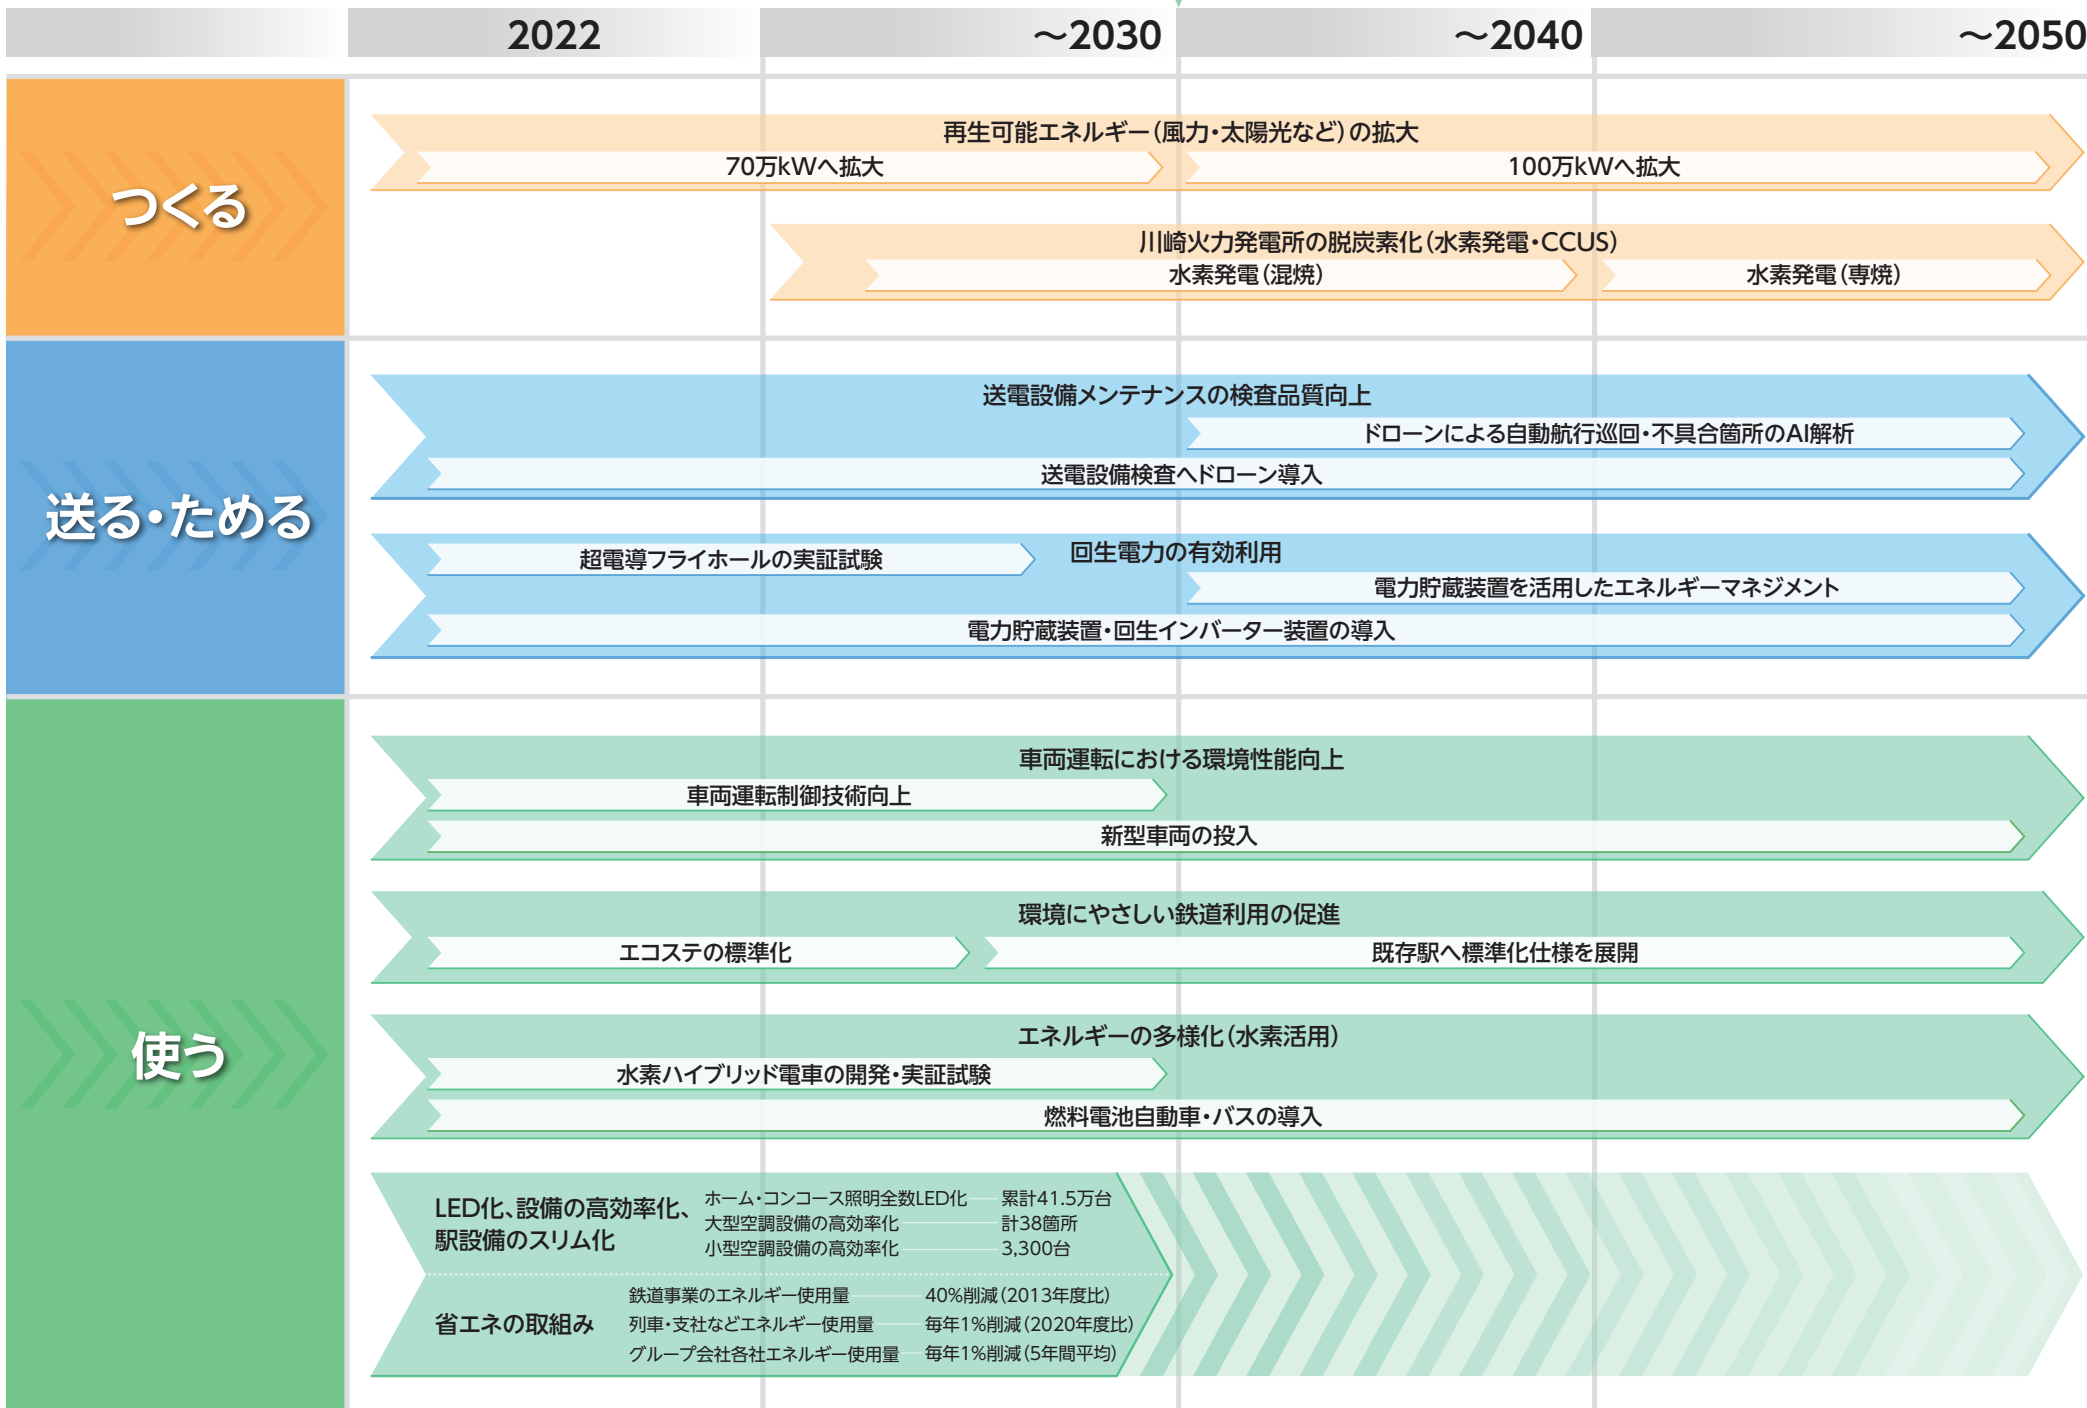 2022
～2030
～2040
～2050
つくる
再生可能エネルギー（風力・太陽光など）の拡大
70万kWへ拡大
100万kWへ拡大
川崎火力発電所の脱炭素化（水素発電・CCUS）
水素発電（混焼）
水素発電（専焼）
送る・ためる
送電設備メンテナンスの検査品質向上
ドローンによる自動航行巡回・不具合箇所のAI解析
送電設備検査へドローン導入
回生電力の有効利用
超電導フライホールの実証試験
電力貯蔵装置を活用したエネルギーマネジメント
電力貯蔵装置・回生インバーター装置の導入
使う
車両運転における環境性能向上
車両運転制御技術向上
新型車両の投入
環境にやさしい鉄道利用の促進
エコステの標準化
既存駅へ標準化仕様を展開
エネルギーの多様化（水素活用）
水素ハイブリッド電車の開発・実証試験
燃料電池自動車・バスの導入
LED化、設備の高効率化、
駅設備のスリム化
ホーム・コンコース照明全数LED化 累計41.5万台
大型空調設備の高効率化 計38箇所
小型空調設備の高効率化 3,300台
省エネの取組み
鉄道事業のエネルギー使用量 40%削減（2013年度比）
列車・支社などエネルギー使用量 毎年1%削減（2020年度比）
グループ会社各社エネルギー使用量 毎年1%削減（5年間平均）